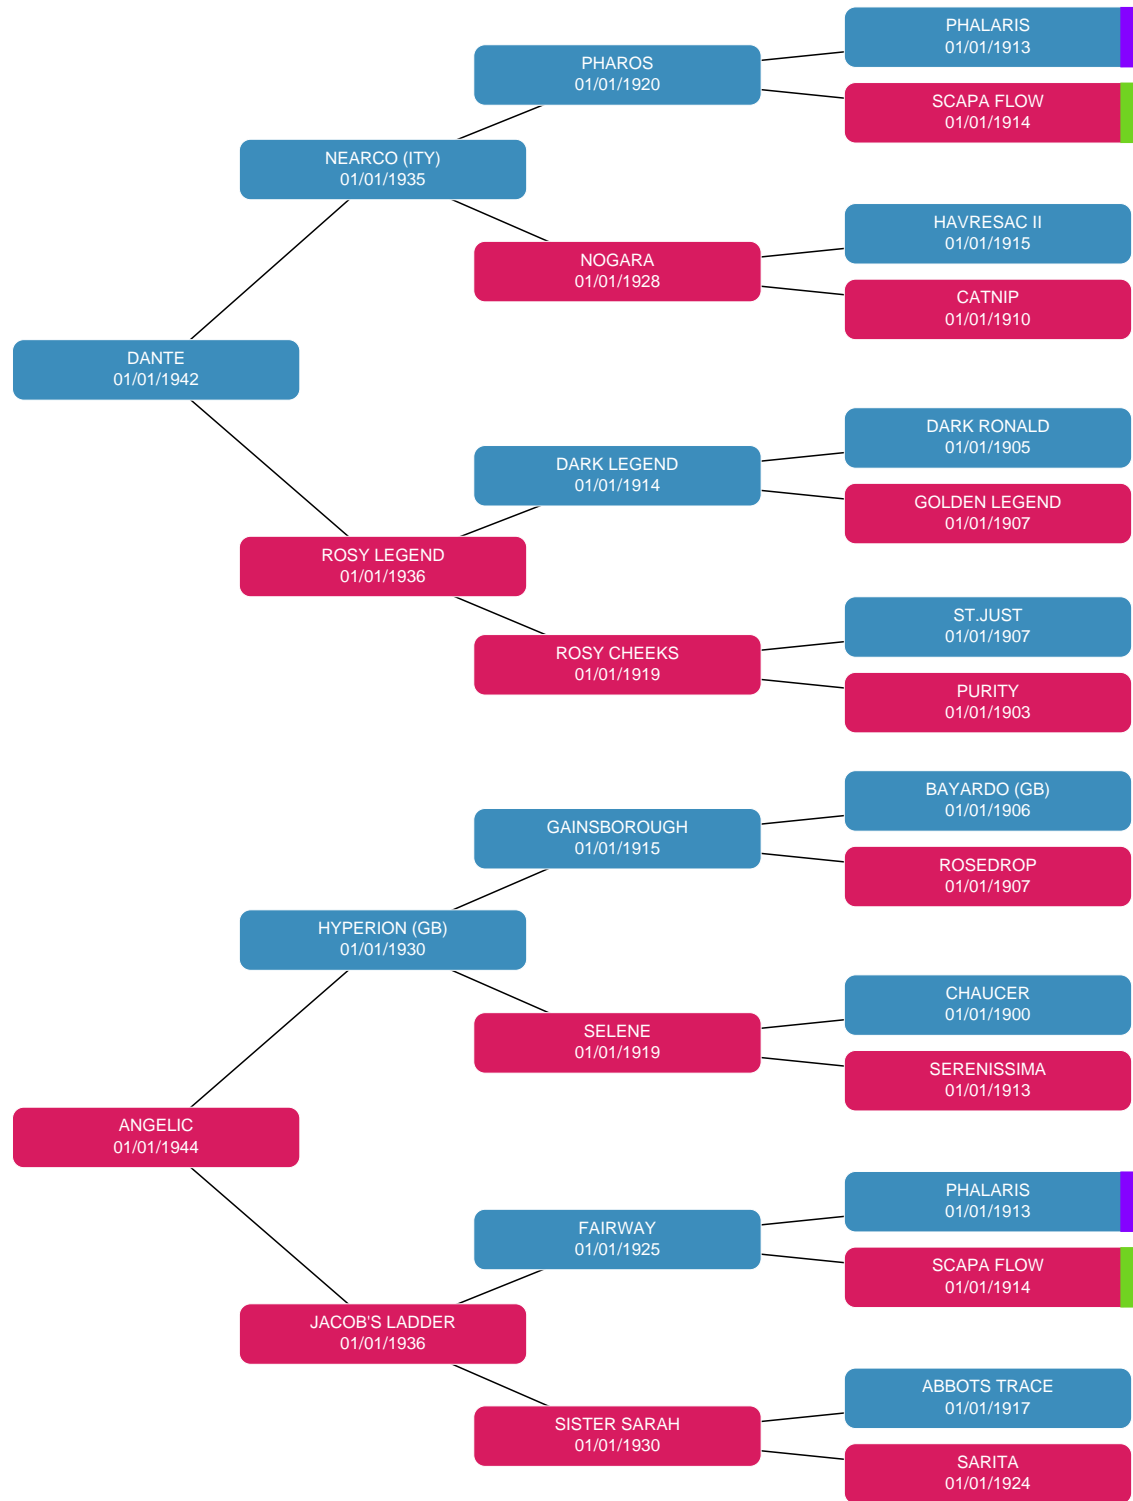 PHALARIS
01/01/1913
PHAROS
01/01/1920
SCAPA FLOW
01/01/1914
NEARCO (ITY)
01/01/1935
HAVRESAC II
01/01/1915
NOGARA
01/01/1928
CATNIP
01/01/1910
DANTE
01/01/1942
DARK RONALD
01/01/1905
DARK LEGEND
01/01/1914
GOLDEN LEGEND
01/01/1907
ROSY LEGEND
01/01/1936
ST.JUST
01/01/1907
ROSY CHEEKS
01/01/1919
PURITY
01/01/1903
BAYARDO (GB)
01/01/1906
GAINSBOROUGH
01/01/1915
ROSEDROP
01/01/1907
HYPERION (GB)
01/01/1930
CHAUCER
01/01/1900
SELENE
01/01/1919
SERENISSIMA
01/01/1913
ANGELIC
01/01/1944
PHALARIS
01/01/1913
FAIRWAY
01/01/1925
SCAPA FLOW
01/01/1914
JACOB'S LADDER
01/01/1936
ABBOTS TRACE
01/01/1917
SISTER SARAH
01/01/1930
SARITA
01/01/1924